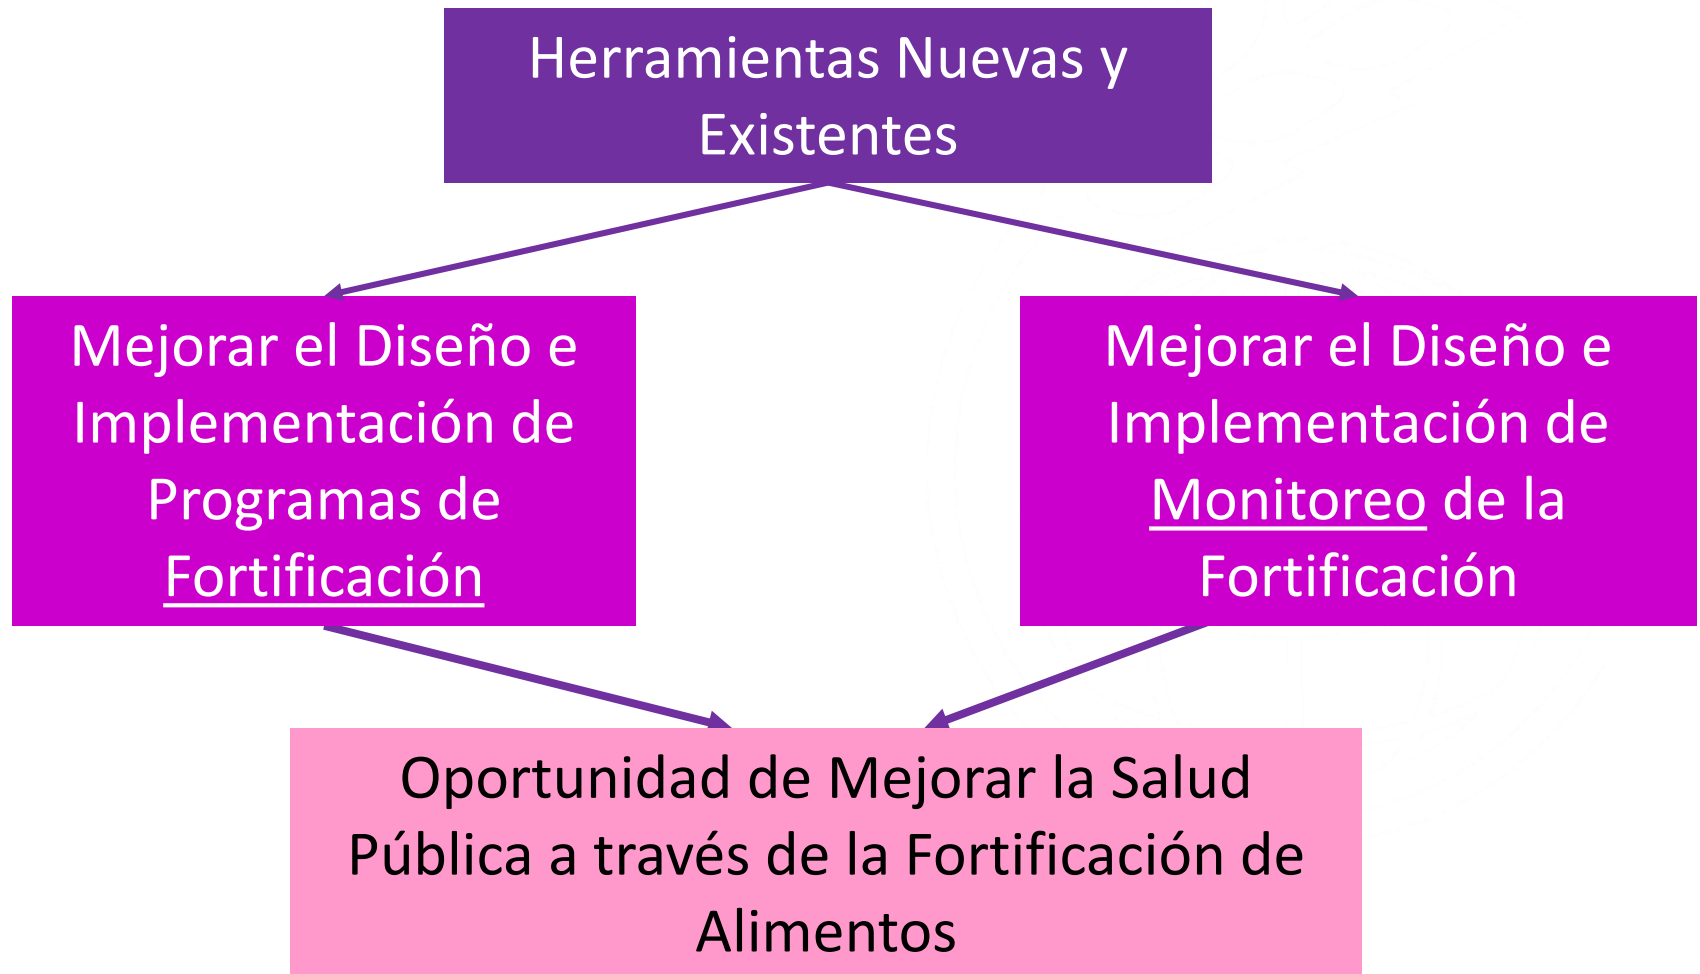 Herramientas Nuevas y
Existentes
Mejorar el Diseño e
Implementación de
Programas de
Fortificación
Mejorar el Diseño e
Implementación de
Monitoreo de la
Fortificación
Oportunidad de Mejorar la Salud
Pública a través de la Fortificación de
Alimentos